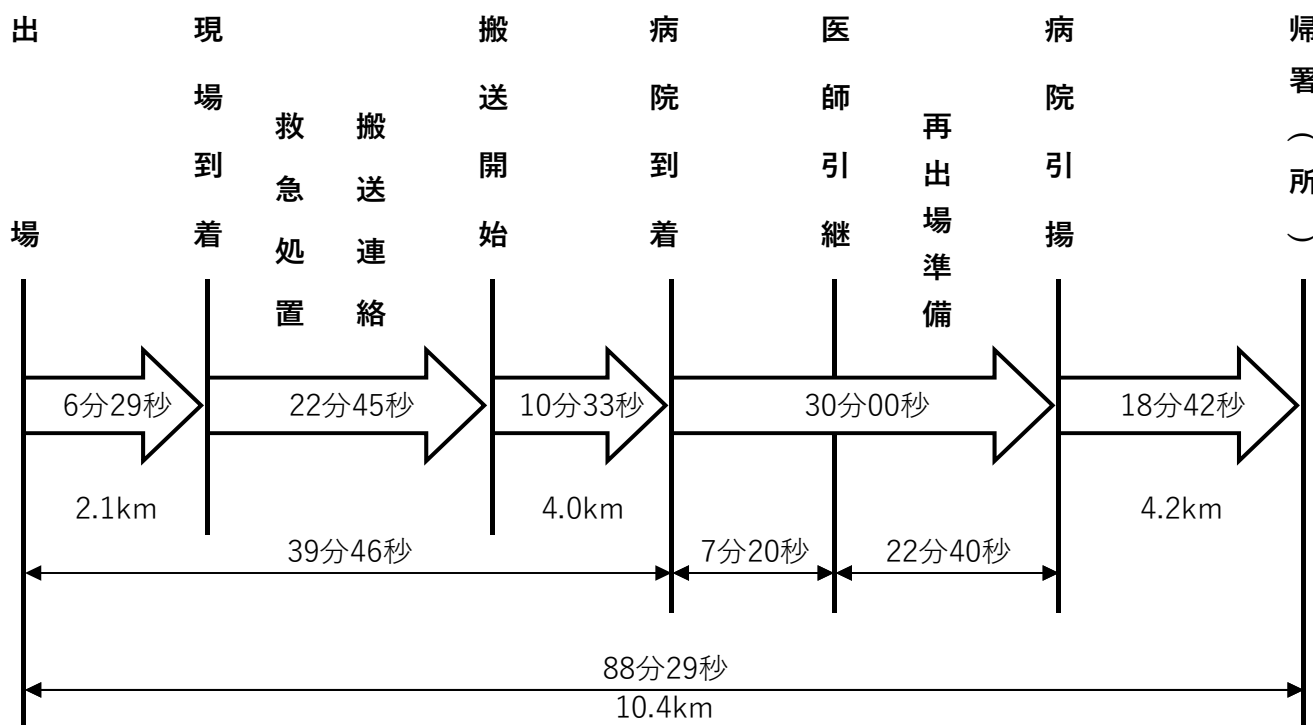 出場
現場到着
救急処置
搬送連絡
搬送開始
病院到着
医師引継
再出場準備
病院引揚
帰署(所)
6分29秒
22分45秒
10分33秒
30分00秒
18分42秒
2.1km
4.0km
4.2km
39分46秒
7分20秒
22分40秒
88分29秒
10.4km